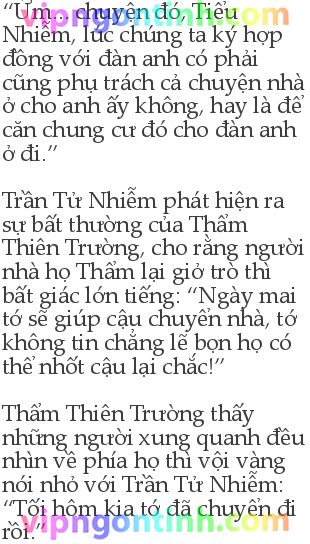 “Ừm... chuyện đó, Tiểu
Nhiễm, lúc chúng ta ký hợp
đồng với đàn anh có phải
cũng phụ trách cả chuyện nhà
ở cho anh ấy không, hay là để
căn chung cư đó cho đàn anh
ở đi.”
Trần Tử Nhiễm phát hiện ra
sự bất thường của Thẩm
Thiên Trường, cho rằng người
nhà họ Thẩm lại giở trò thì
bất giác lớn tiếng: “Ngày mai
tớ sẽ giúp cậu chuyển nhà, tớ
không tin chẳng lẽ bọn họ có
thể nhốt cậu lại chắc!”
Thẩm Thiên Trường thấy
những người xung quanh đều
nhìn về phía họ thì vội vàng
nói nhỏ với Trần Tử Nhiễm:
“Tối hôm kia tớ đã chuyển đi
rồi.”
vipngontinh.com
vipngontinh.com
vipngontinh.com
vipngontinh.com